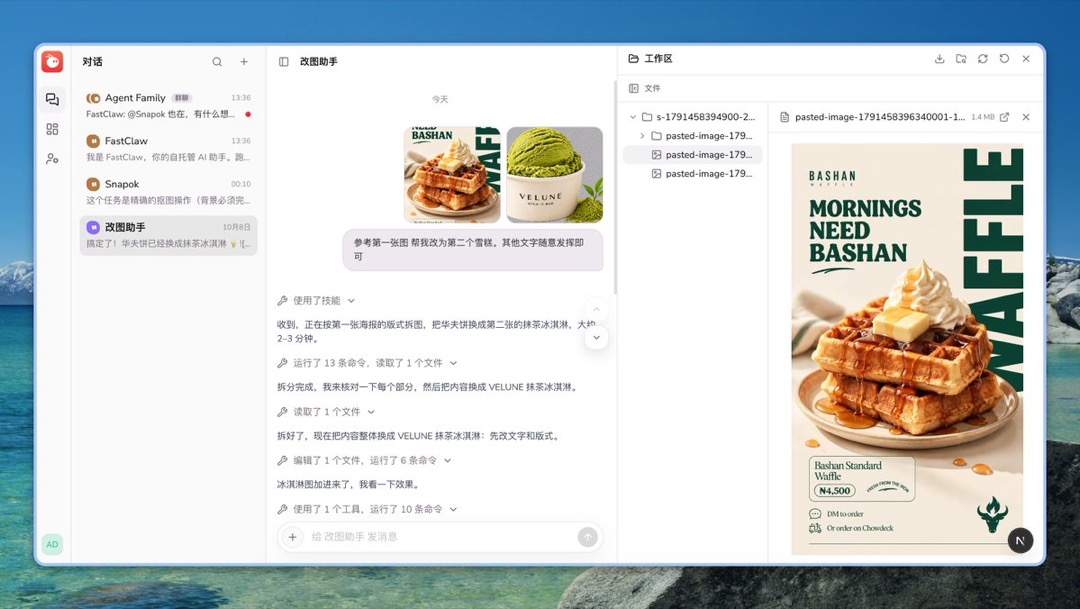 对话
Agent Family 群聊 13:36
FastClaw: @Snapok 也在，有什么想...
FastClaw 13:36
我是 FastClaw，你的自托管 AI 助手。跑...
Snapok 00:10
这个任务是精确的抠图操作（背景必须完...
改图助手 10月8日
搞定了！华夫饼已经换成抹茶冰淇淋 ![...
AD
改图助手
今天
NEED
BASHAN
WAFF
VELUNE
参考第一张图 帮我改为第二个雪糕。其他文字随意发挥即
可
使用了技能
收到，正在按第一张海报的版式拆图，把华夫饼换成第二张的抹茶冰淇淋，大约
2–3 分钟。
运行了 13 条命令，读取了 1 个文件
拆分完成，我来核对一下每个部分，然后把内容换成 VELUNE 抹茶冰淇淋。
读取了 1 个文件
拆好了，现在把内容整体换成 VELUNE 抹茶冰淇淋：先改文字和版式。
编辑了 1 个文件，运行了 6 条命令
冰淇淋图加进来了，我看一下效果。
使用了 1 个工具，运行了 10 条命令
给 改图助手 发消息
工作区
文件
s-1791458394900-2...
pasted-image-179...
pasted-image-179...
pasted-image-179...
pasted-image-1791458396340001-1... 1.4 MB
BASHAN
WAFFLE
MORNINGS
NEED
BASHAN
WAFFLE
Bashan Standard
Waffle
₦4,500
FRESH FROM THE IRON
DM to order
Or order on Chowdeck
N